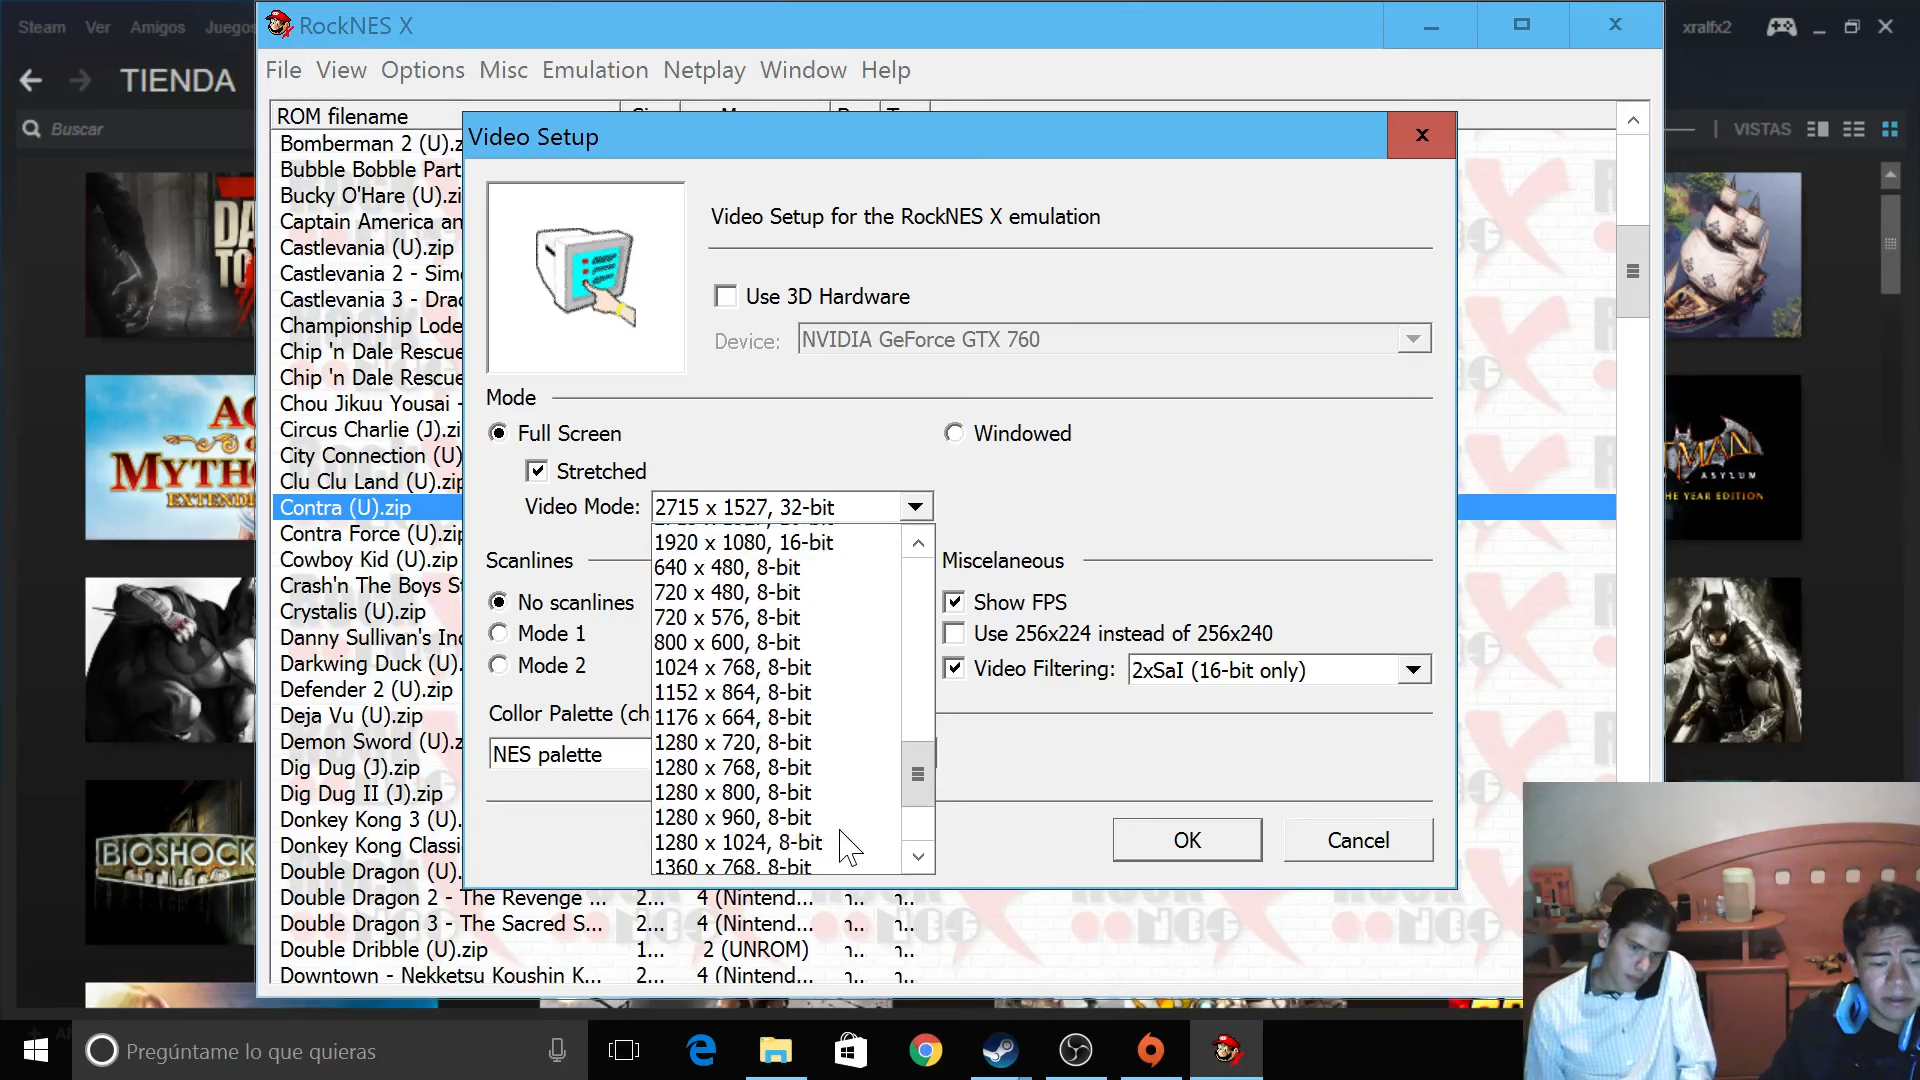 Steam Ver Amigos Juegos
RockNES X
xralfx2
TIENDA
File View Options Misc Emulation Netplay Window Help
Buscar
VISTAS
ROM filename
Bomberman 2 (U).z
Bubble Bobble Part
Bucky O'Hare (U).zi
Captain America an
Castlevania (U).zip
Castlevania 2 - Sim
Castlevania 3 - Drac
Championship Lode
Chip 'n Dale Rescue
Chip 'n Dale Rescue
Chou Jikuu Yousai -
Circus Charlie (J).zi
City Connection (U)
Clu Clu Land (U).zip
Contra (U).zip
Contra Force (U).zip
Cowboy Kid (U).zip
Crash'n The Boys St
Crystalis (U).zip
Danny Sullivan's Ind
Darkwing Duck (U).
Defender 2 (U).zip
Deja Vu (U).zip
Demon Sword (U).z
Dig Dug (J).zip
Dig Dug II (J).zip
Donkey Kong 3 (U).
Donkey Kong Classi
Double Dragon (U).
Double Dragon 2 - The Revenge ... 2... 4 (Nintend...
Double Dragon 3 - The Sacred S... 2... 4 (Nintend...
Double Dribble (U).zip 1... 2 (UNROM)
Downtown - Nekketsu Koushin K... 2... 4 (Nintend...
Video Setup
Video Setup for the RockNES X emulation
Use 3D Hardware
Device: NVIDIA GeForce GTX 760
Mode
Full Screen
Windowed
Stretched
Video Mode: 2715 x 1527, 32-bit
1920 x 1080, 16-bit
640 x 480, 8-bit
720 x 480, 8-bit
720 x 576, 8-bit
800 x 600, 8-bit
1024 x 768, 8-bit
1152 x 864, 8-bit
1176 x 664, 8-bit
1280 x 720, 8-bit
1280 x 768, 8-bit
1280 x 800, 8-bit
1280 x 960, 8-bit
1280 x 1024, 8-bit
1360 x 768, 8-bit
Scanlines
No scanlines
Mode 1
Mode 2
Collor Palette (ch
NES palette
Miscelaneous
Show FPS
Use 256x224 instead of 256x240
Video Filtering: 2xSaI (16-bit only)
OK
Cancel
BIOSHOCK
ASYLUM
Pregúntame lo que quieras